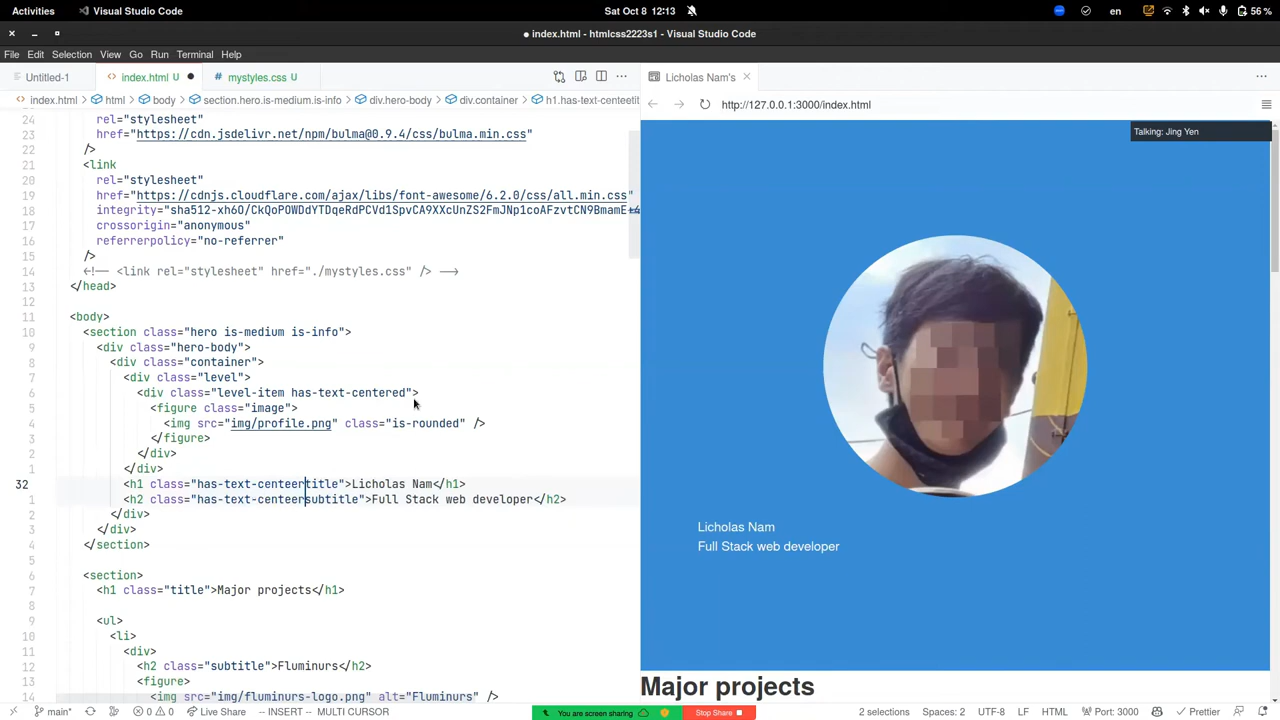 Activities
Visual Studio Code
Sat Oct 8 12:13
en
56 %
● index.html - htmlcss2223s1 - Visual Studio Code
File Edit Selection View Go Run Terminal Help
Untitled-1
index.html U ●
# mystyles.css U
Licholas Nam's
index.html > html > body > section.hero.is-medium.is-info > div.hero-body > div.container > h1.has-text-centeetit
http://127.0.0.1:3000/index.html
24 rel="stylesheet"
23 href="https://cdn.jsdelivr.net/npm/bulma@0.9.4/css/bulma.min.css"
22 />
21 <link
20 rel="stylesheet"
19 href="https://cdnjs.cloudflare.com/ajax/libs/font-awesome/6.2.0/css/all.min.css"
18 integrity="sha512-xh6O/CkQoPOWDdYTDqeRdPCVd1SpvCA9XXcUnZS2FmJNp1coAFzvtCN9BmamE+4
17 crossorigin="anonymous"
16 referrerpolicy="no-referrer"
15 />
14 <!-- <link rel="stylesheet" href="./mystyles.css" /> -->
13 </head>
12
11 <body>
10 <section class="hero is-medium is-info">
9 <div class="hero-body">
8 <div class="container">
7 <div class="level">
6 <div class="level-item has-text-centered">
5 <figure class="image">
4 <img src="img/profile.png" class="is-rounded" />
3 </figure>
2 </div>
1 </div>
32 <h1 class="has-text-centeertitle">Licholas Nam</h1>
1 <h2 class="has-text-centeersubtitle">Full Stack web developer</h2>
2 </div>
3 </div>
4 </section>
5
6 <section>
7 <h1 class="title">Major projects</h1>
8
9 <ul>
10 <li>
11 <div>
12 <h2 class="subtitle">Fluminurs</h2>
13 <figure>
14 <img src="img/fluminurs-logo.png" alt="Fluminurs" />
Talking: Jing Yen
Licholas Nam
Full Stack web developer
Major projects
main*
0 0
Live Share
-- INSERT -- MULTI CURSOR
You are screen sharing
Stop Share
2 selections
Spaces: 2
UTF-8
LF
HTML
Port: 3000
Prettier